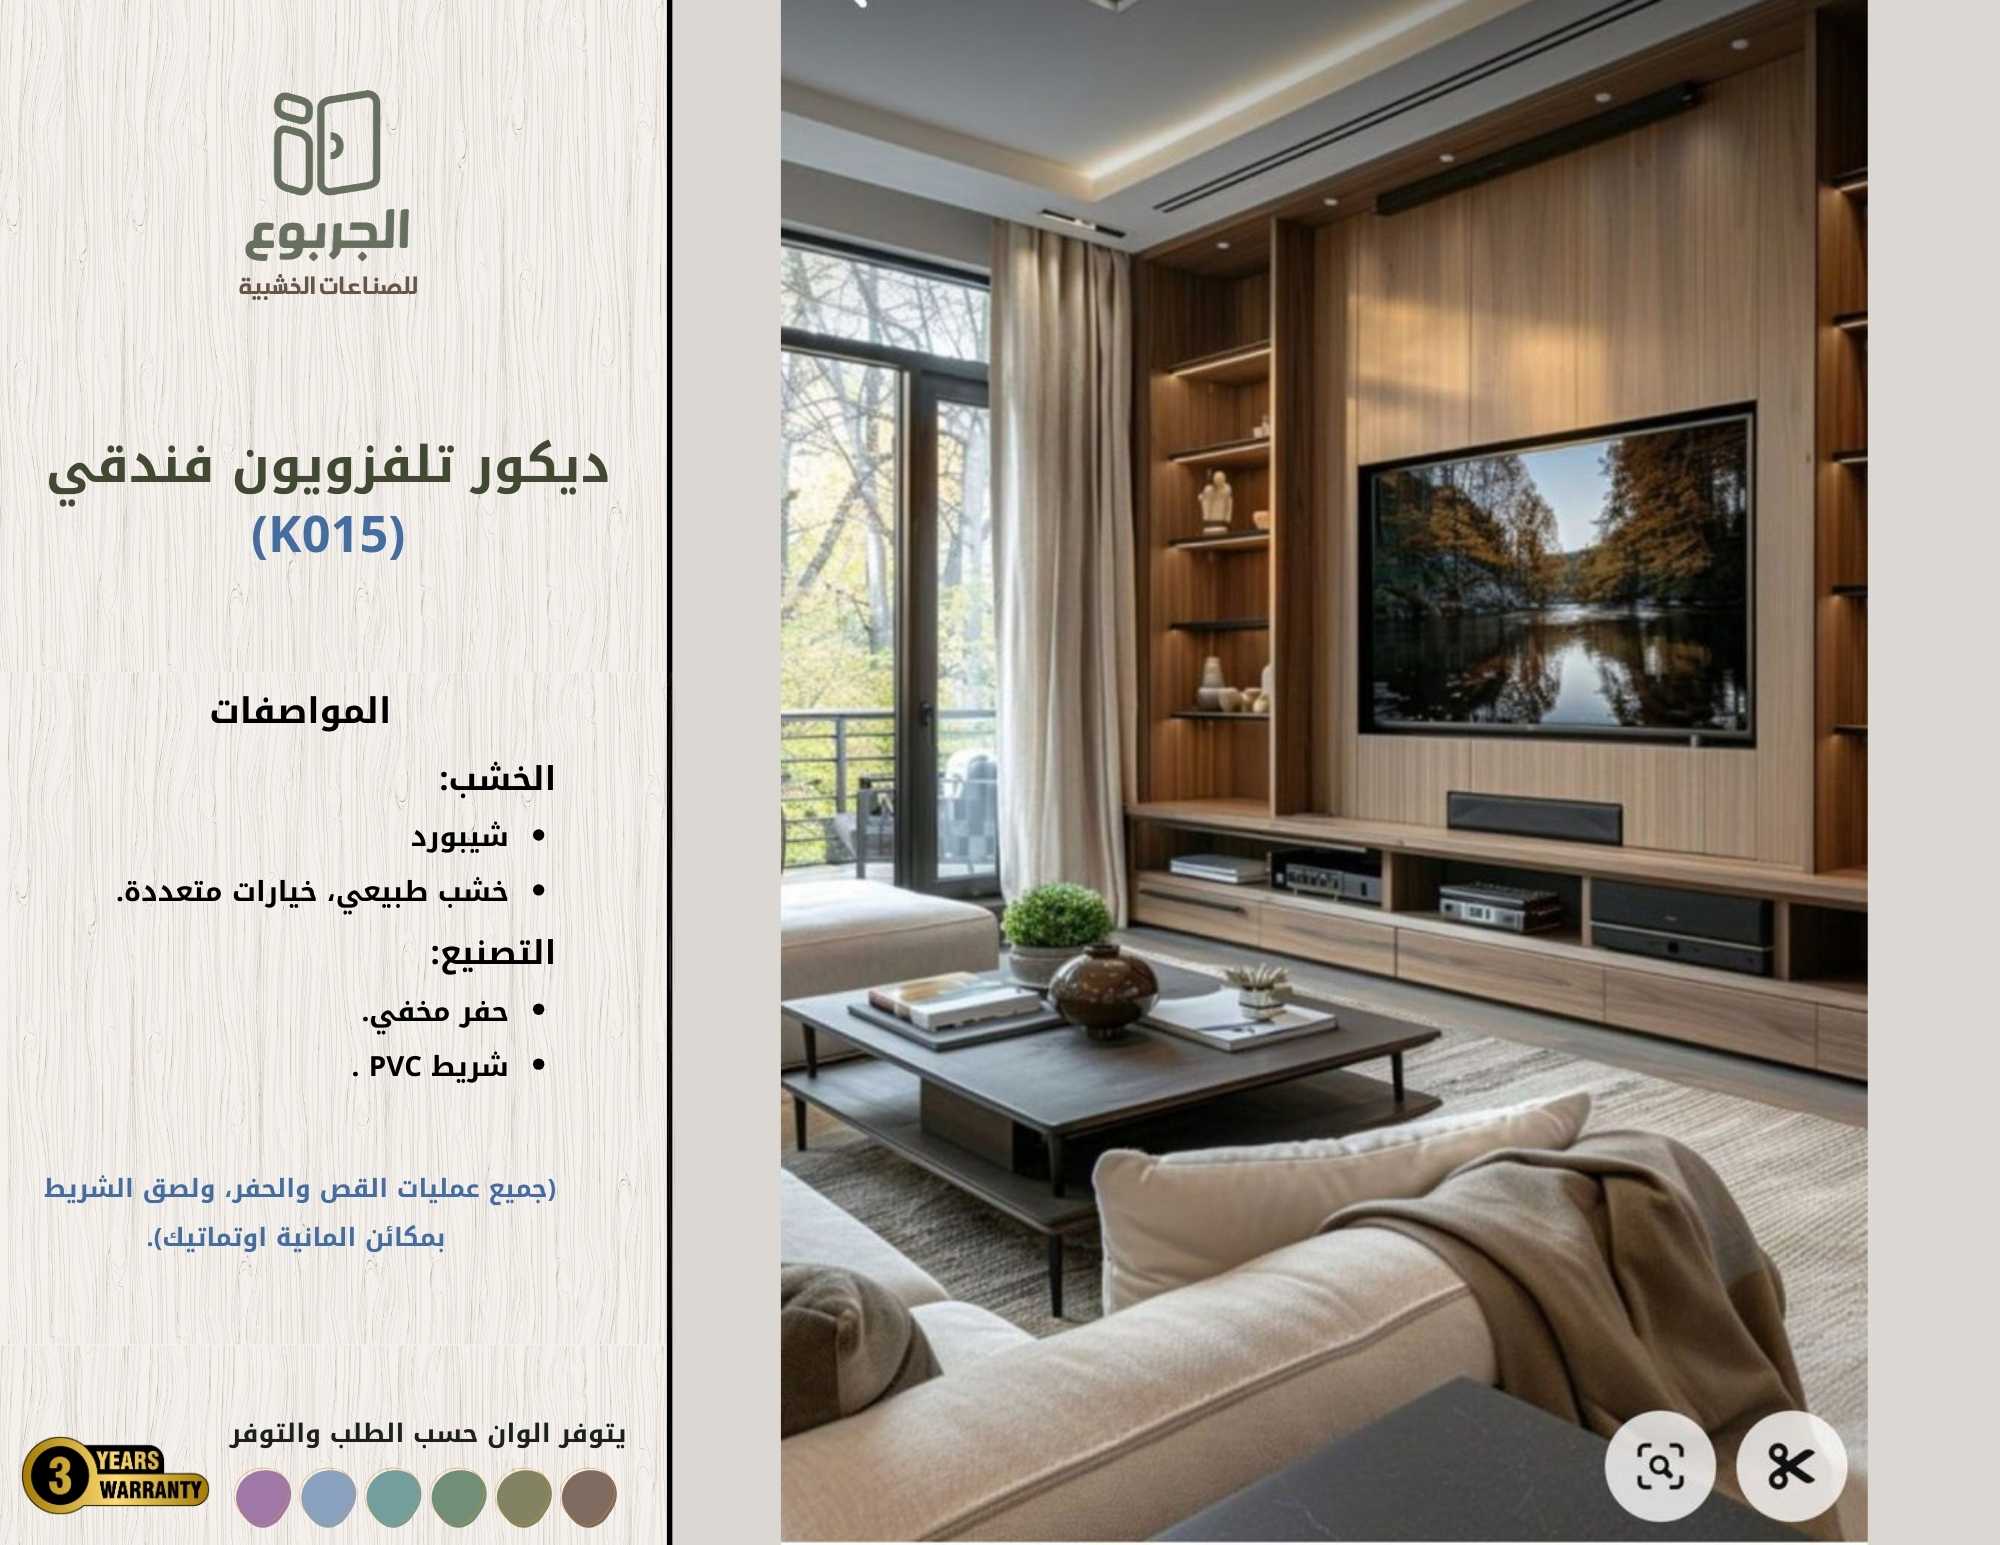 الجربوع
للصناعات الخشبية
ديكور تلفزويون فندقي
(K015)
المواصفات
الخشب:
• شيبورد
• خشب طبيعي، خيارات متعددة.
التصنيع:
• حفر مخفي.
• شريط PVC .
(جميع عمليات القص والحفر، ولصق الشريط
بمكائن المانية اوتماتيك).
يتوفر الوان حسب الطلب والتوفر
3 YEARS
WARRANTY